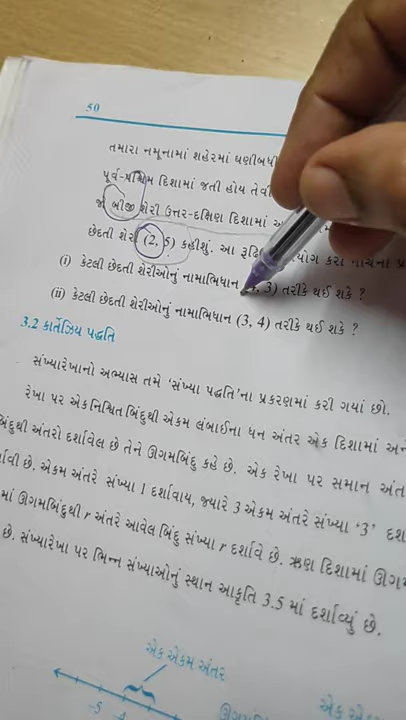 50
તમારા નમૂનામાં શહેરમાં ઘણીબધી
પૂર્વ-પશ્ચિમ દિશામાં જતી હોય તેવી
જો બીજી શેરી ઉત્તર-દક્ષિણ દિશામાં
છેદતી શેરી (2, 5) કહીશું. આ
(i) કેટલી છેદતી શેરીઓનું નામાભિધાન 3) તરીકે થઈ શકે ?
(ii) કેટલી છેદતી શેરીઓનું નામાભિધાન (3, 4) તરીકે થઈ શકે ?
3.2 કાર્તેઝિય પદ્ધતિ
સંખ્યારેખાનો અભ્યાસ તમે ‘સંખ્યા પદ્ધતિ’ના પ્રકરણમાં કરી ગયાં છો.
રેખા પર એક નિશ્ચિત બિંદુથી એકમ લંબાઈના ધન અંતર એક દિશામાં
બિંદુથી અંતરો દર્શાવેલ છે તેને ઊગમબિંદુ કહે છે. એક રેખા પર સમાન
છે. એકમ અંતરે સંખ્યા 1 દર્શાવાય, જ્યારે 3 એકમ અંતરે સંખ્યા ‘3’
ઊગમબિંદુથી r અંતરે આવેલ બિંદુ સંખ્યા r દર્શાવે છે. ઋણ દિશામાં
છે. સંખ્યારેખા પર ભિન્ન સંખ્યાઓનું સ્થાન આકૃતિ 3.5 માં દર્શાવ્યું છે.
એક એકમ અંતર
-5 -4